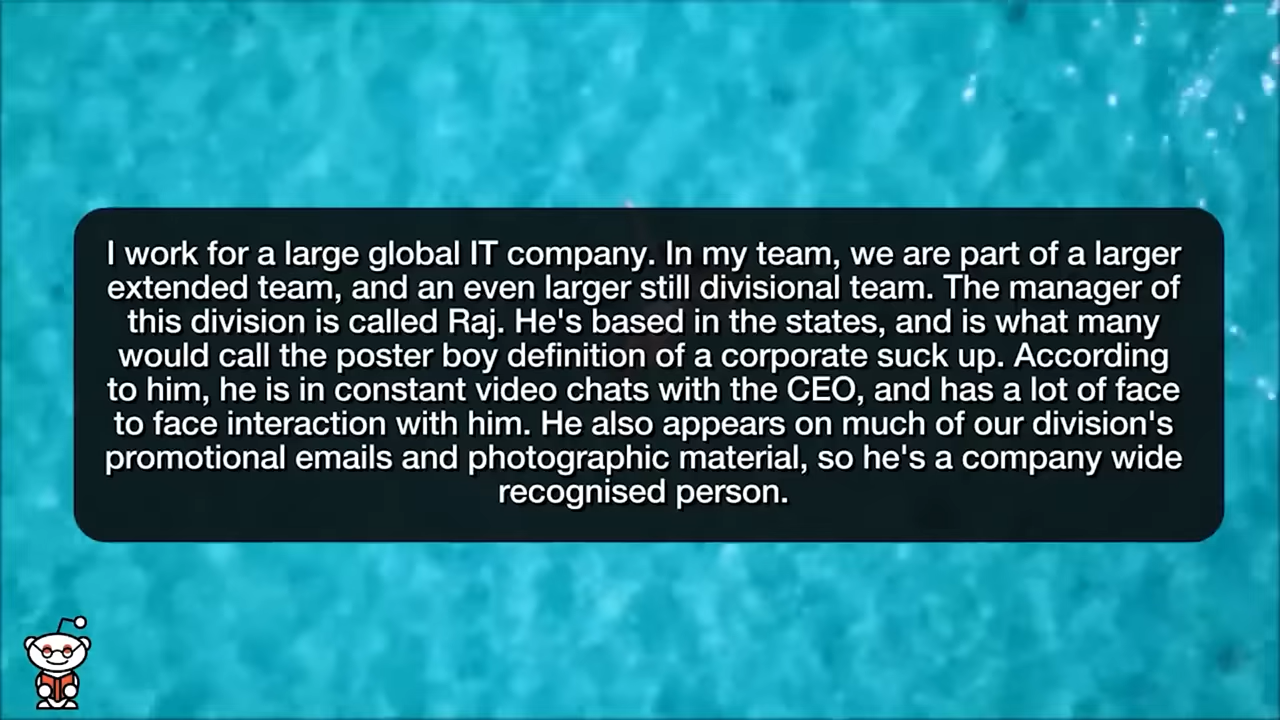 I work for a large global IT company. In my team, we are part of a larger
extended team, and an even larger still divisional team. The manager of
this division is called Raj. He's based in the states, and is what many
would call the poster boy definition of a corporate suck up. According
to him, he is in constant video chats with the CEO, and has a lot of face
to face interaction with him. He also appears on much of our division's
promotional emails and photographic material, so he's a company wide
recognised person.